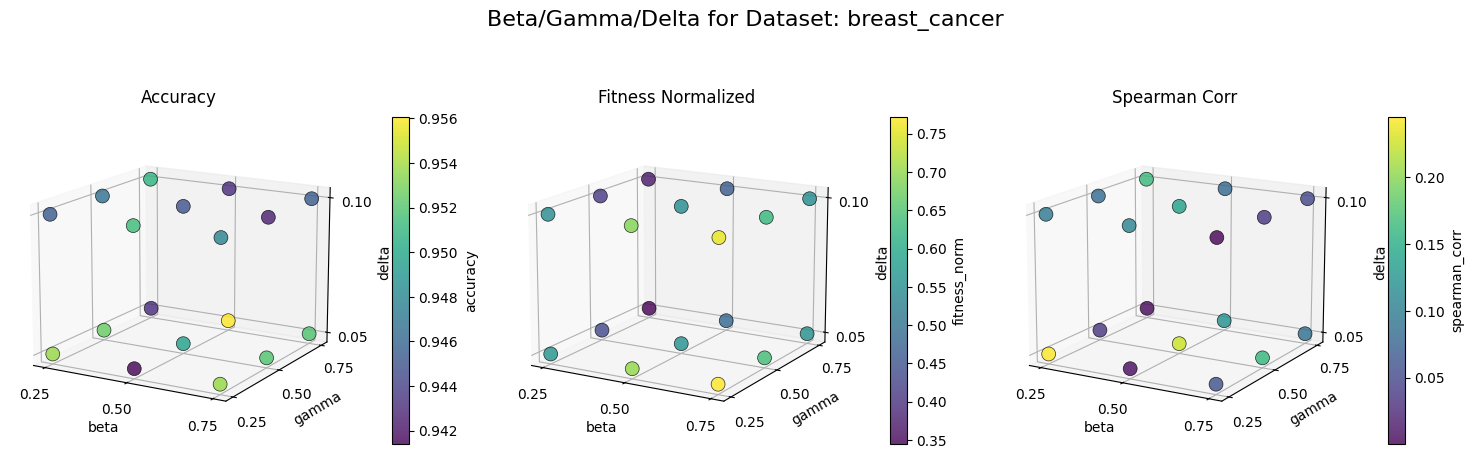 Beta/Gamma/Delta for Dataset: breast_cancer
Accuracy
0.25
0.50
0.75
beta
0.25
0.50
0.75
gamma
0.05
0.10
delta
0.942
0.944
0.946
0.948
0.950
0.952
0.954
0.956
accuracy
Fitness Normalized
0.25
0.50
0.75
beta
0.25
0.50
0.75
gamma
0.05
0.10
delta
0.35
0.40
0.45
0.50
0.55
0.60
0.65
0.70
0.75
fitness_norm
Spearman Corr
0.25
0.50
0.75
beta
0.25
0.50
0.75
gamma
0.05
0.10
delta
0.05
0.10
0.15
0.20
spearman_corr